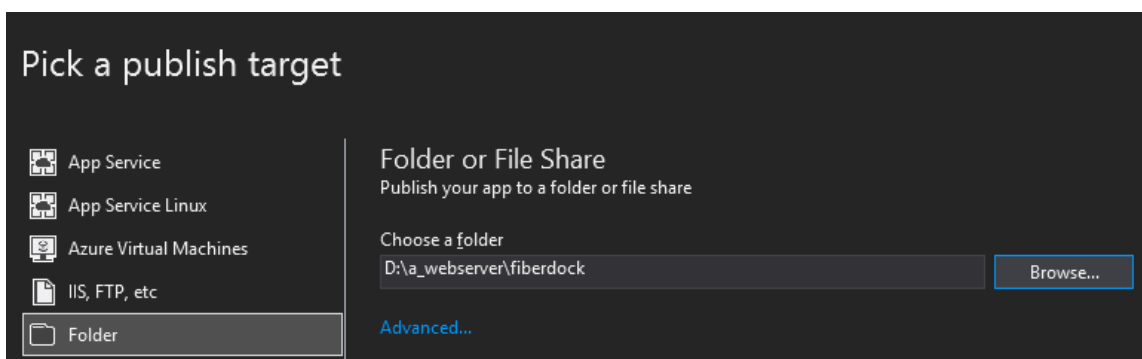 Pick a publish target
App Service
App Service Linux
Azure Virtual Machines
IIS, FTP, etc
Folder
Folder or File Share
Publish your app to a folder or file share
Choose a folder
D:\a_webserver\fiberdock
Browse...
Advanced...